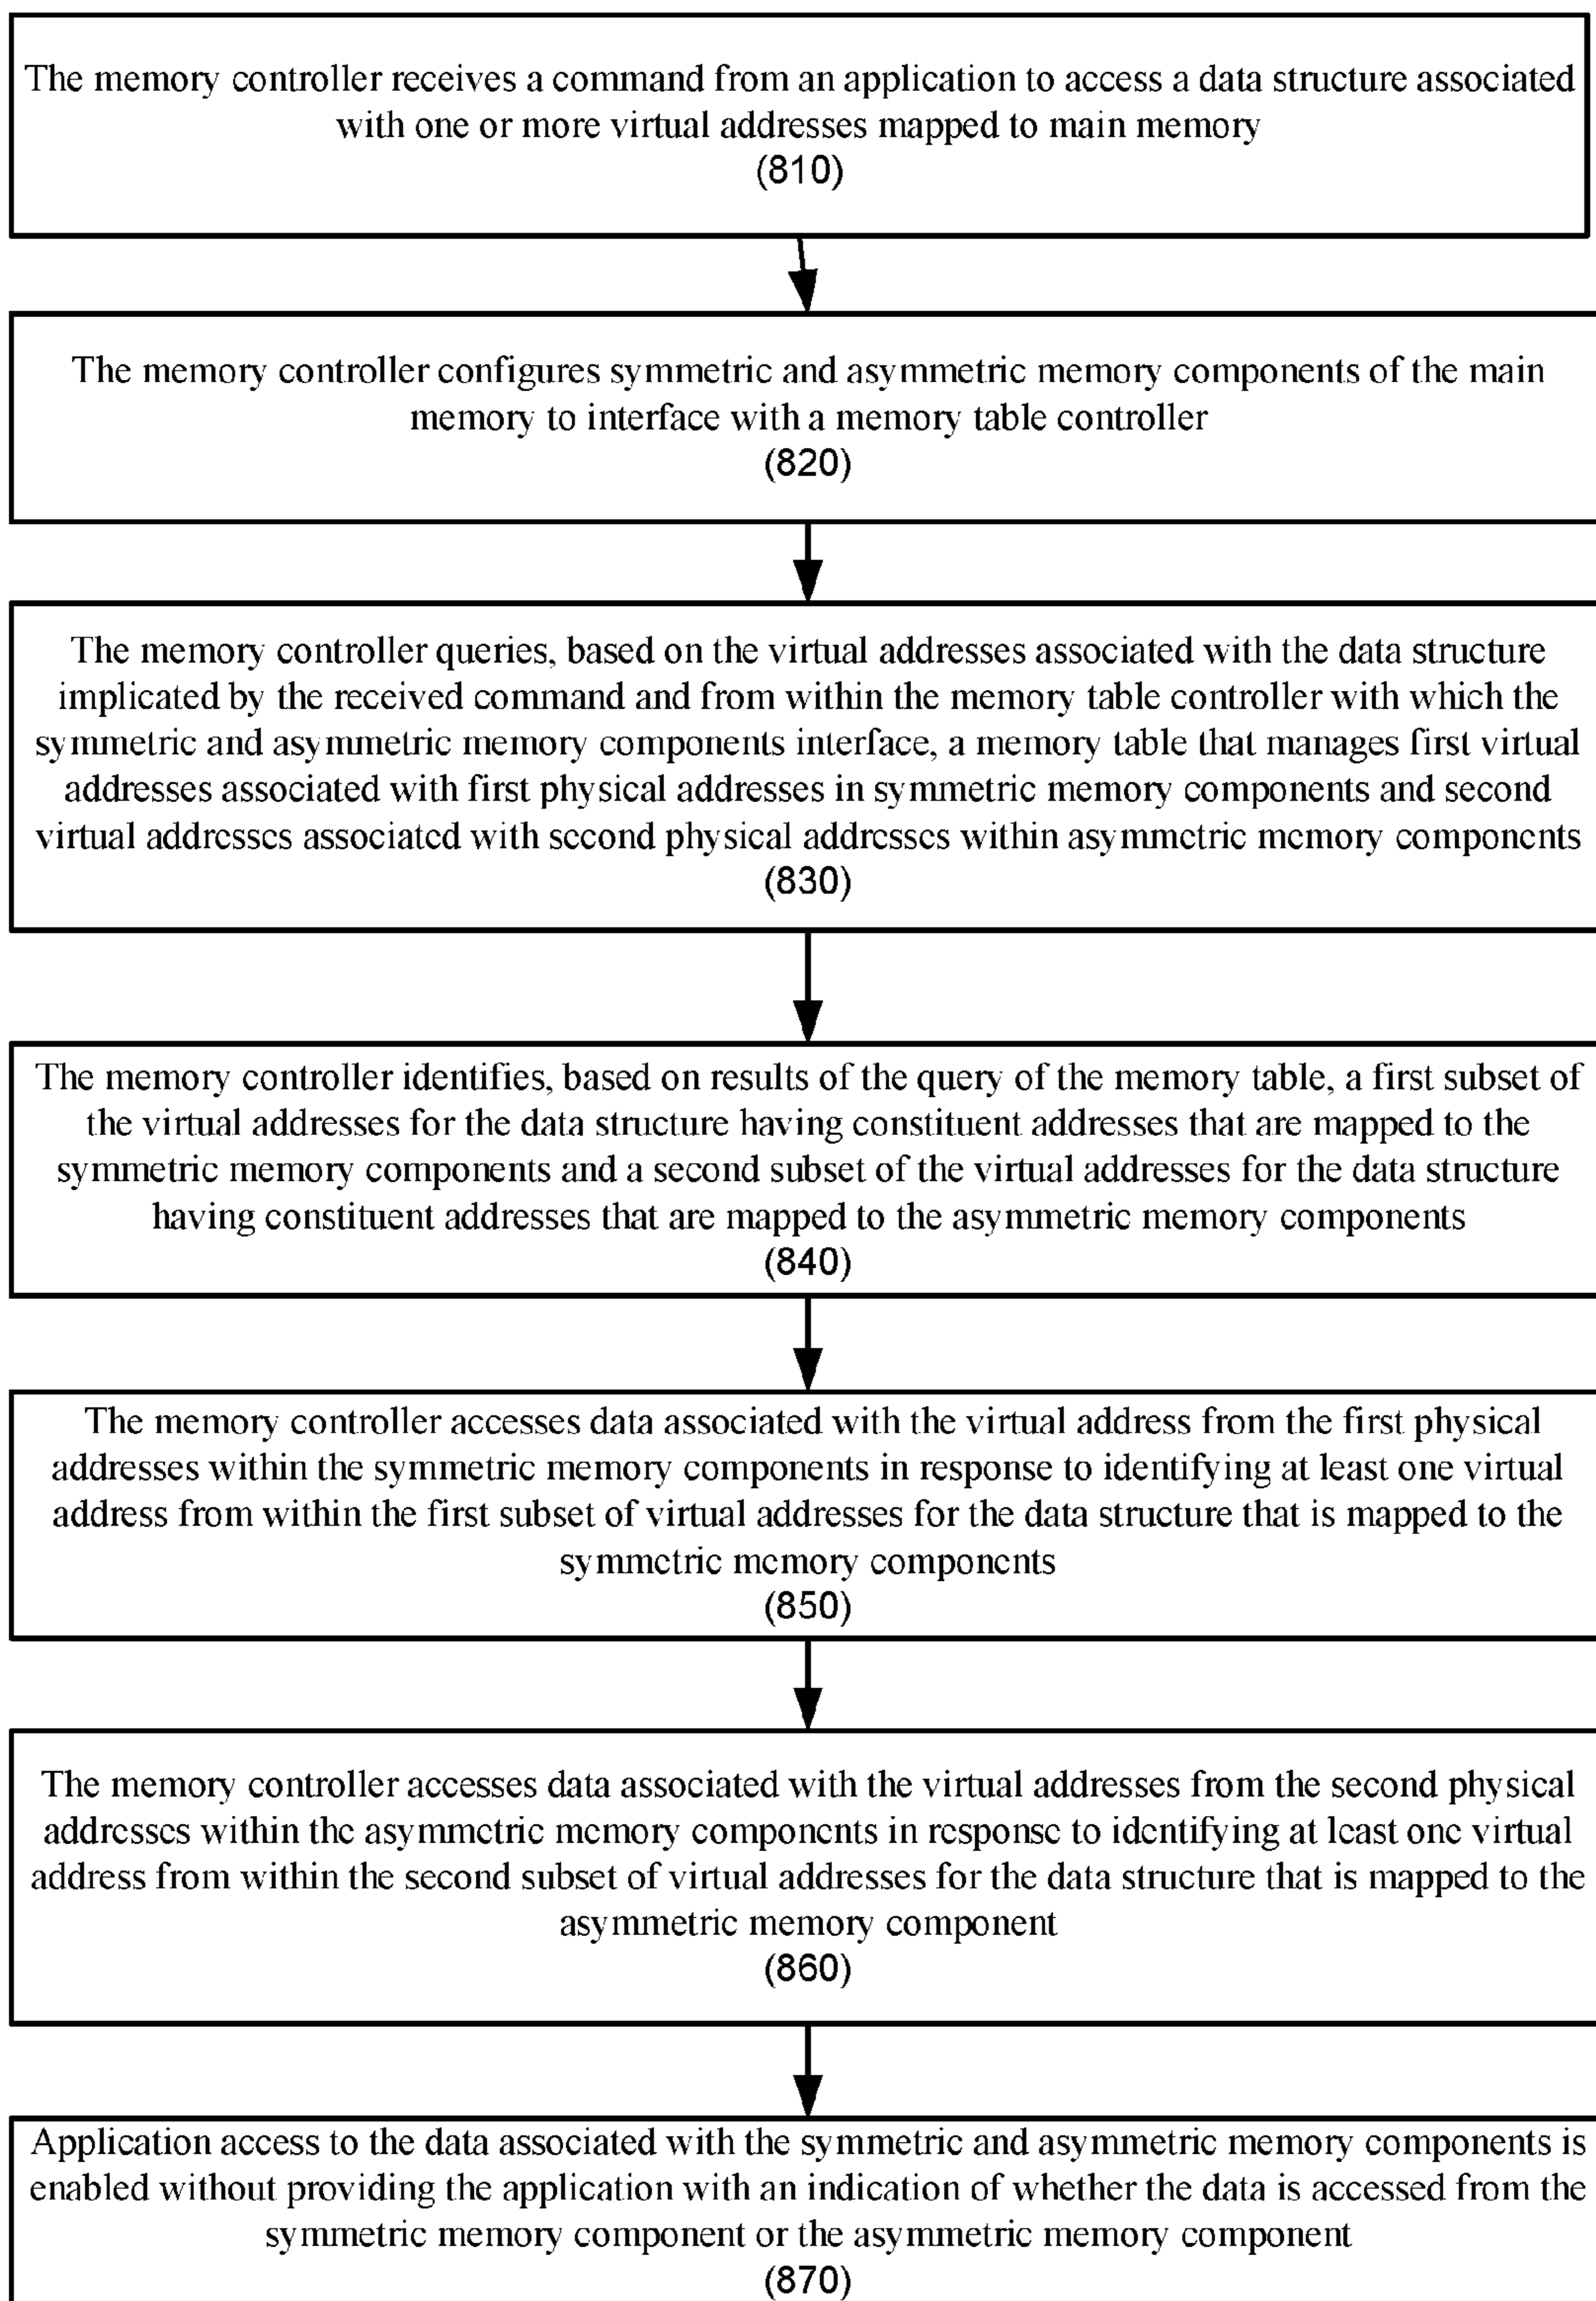 The memory controller receives a command from an application to access a data structure associated
with one or more virtual addresses mapped to main memory
(810)
The memory controller configures symmetric and asymmetric memory components of the main
memory to interface with a memory table controller
(820)
The memory controller queries, based on the virtual addresses associated with the data structure
implicated by the received command and from within the memory table controller with which the
symmetric and asymmetric memory components interface, a memory table that manages first virtual
addresses associated with first physical addresses in symmetric memory components and second
virtual addresses associated with second physical addresses within asymmetric memory components
(830)
The memory controller identifies, based on results of the query of the memory table, a first subset of
the virtual addresses for the data structure having constituent addresses that are mapped to the
symmetric memory components and a second subset of the virtual addresses for the data structure
having constituent addresses that are mapped to the asymmetric memory components
(840)
The memory controller accesses data associated with the virtual address from the first physical
addresses within the symmetric memory components in response to identifying at least one virtual
address from within the first subset of virtual addresses for the data structure that is mapped to the
symmetric memory components
(850)
The memory controller accesses data associated with the virtual addresses from the second physical
addresses within the asymmetric memory components in response to identifying at least one virtual
address from within the second subset of virtual addresses for the data structure that is mapped to the
asymmetric memory component
(860)
Application access to the data associated with the symmetric and asymmetric memory components is
enabled without providing the application with an indication of whether the data is accessed from the
symmetric memory component or the asymmetric memory component
(870)